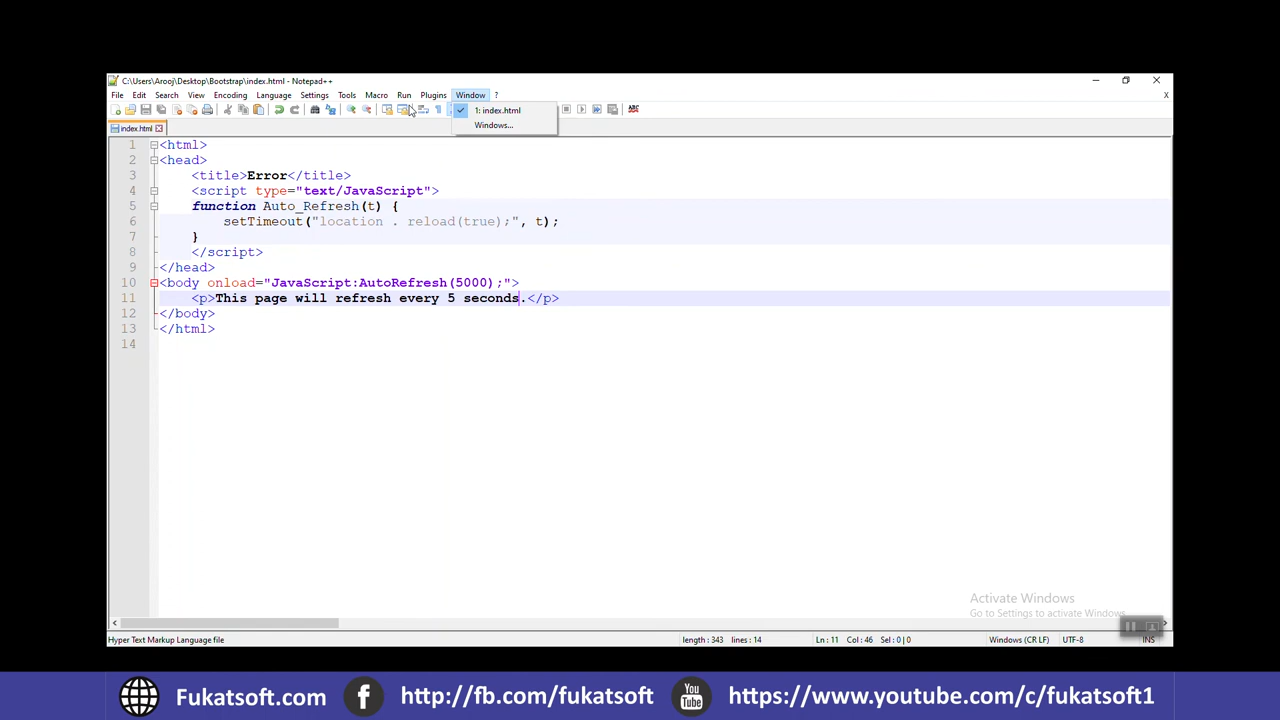 C:\Users\Arooj\Desktop\Bootstrap\index.html - Notepad++
File Edit Search View Encoding Language Settings Tools Macro Run Plugins Window ? X
1: index.html
Windows...
ABC
index.html
1 <html>
2 <head>
3 <title>Error</title>
4 <script type="text/JavaScript">
5 function Auto_Refresh(t) {
6 setTimeout("location . reload(true);", t);
7 }
8 </script>
9 </head>
10 <body onload="JavaScript:AutoRefresh(5000);">
11 <p>This page will refresh every 5 seconds.</p>
12 </body>
13 </html>
14
Activate Windows
Go to Settings to activate Windows.
Hyper Text Markup Language file length : 343 lines : 14 Ln : 11 Col : 46 Sel : 0 | 0 Windows (CR LF) UTF-8 INS
Fukatsoft.com f http://fb.com/fukatsoft You Tube https://www.youtube.com/c/fukatsoft1